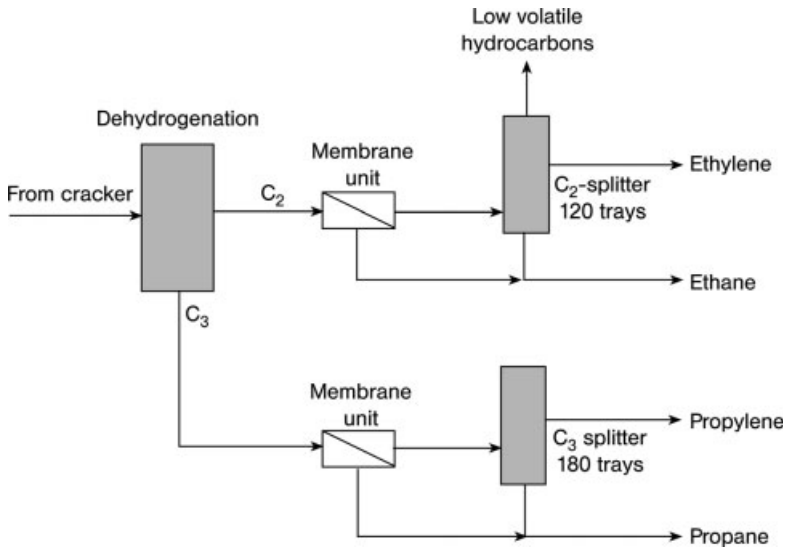 Low volatile
hydrocarbons
Dehydrogenation
Membrane
unit
From cracker
C₂
Ethylene
C₂-splitter
120 trays
Ethane
C₃
Membrane
unit
Propylene
C₃ splitter
180 trays
Propane